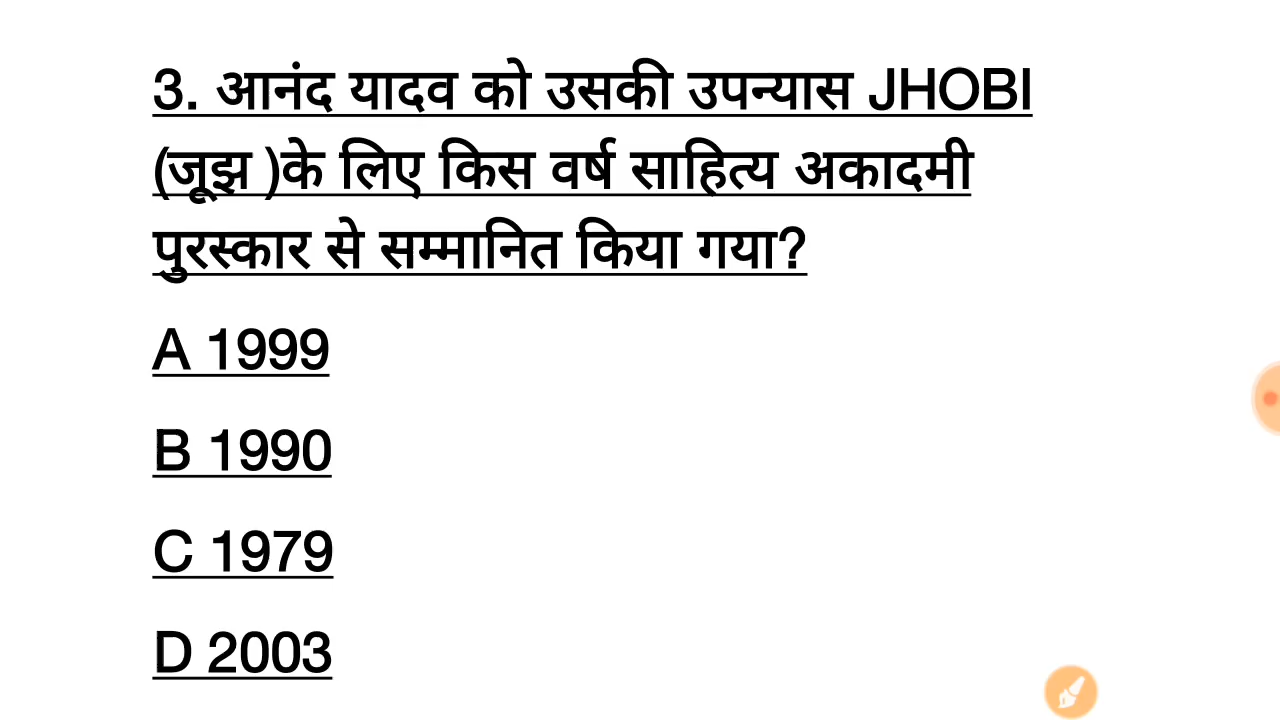 3. आनंद यादव को उसकी उपन्यास JHOBI
(जूझ )के लिए किस वर्ष साहित्य अकादमी
पुरस्कार से सम्मानित किया गया?
A 1999
B 1990
C 1979
D 2003